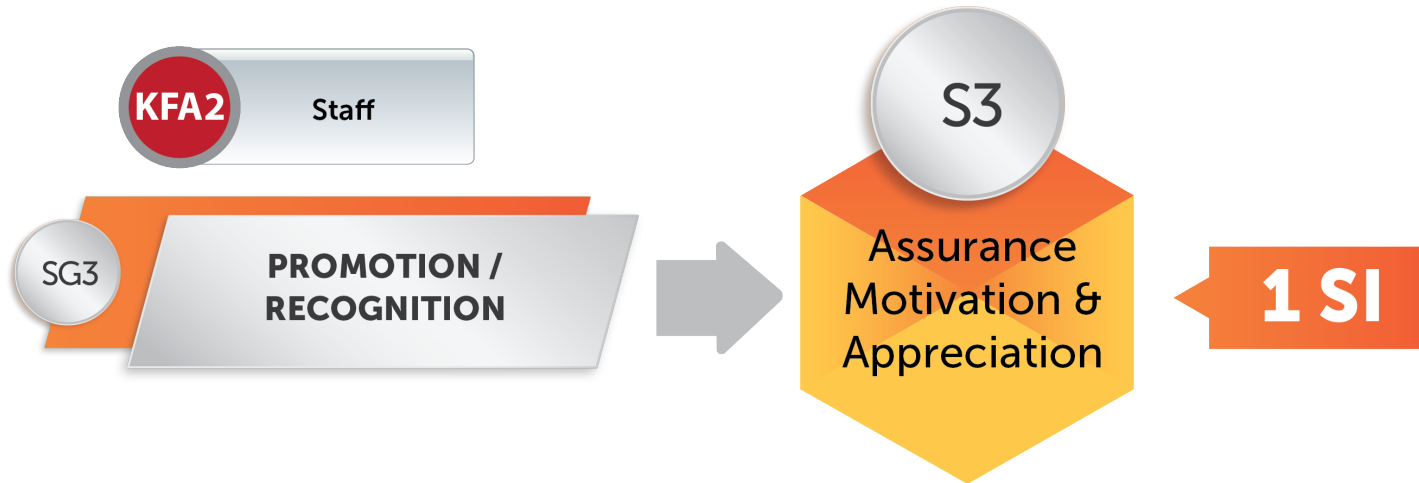 KFA2
Staff
SG3
PROMOTION /
RECOGNITION
S3
Assurance
Motivation &
Appreciation
1 SI